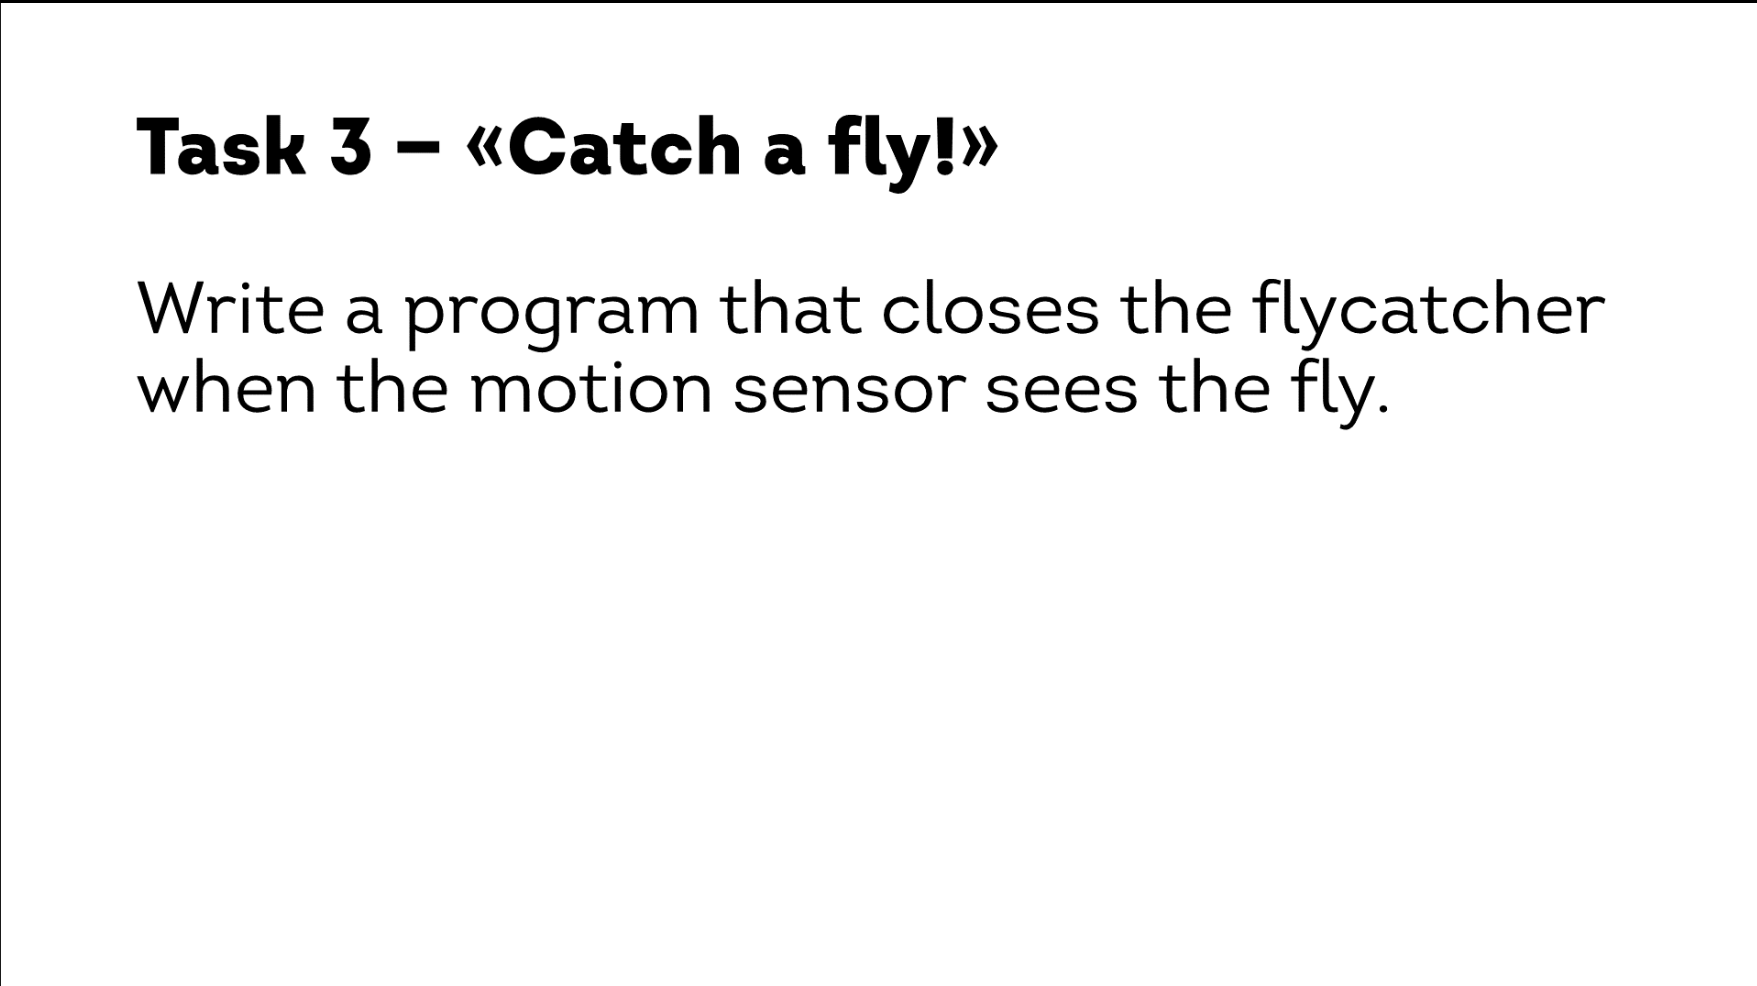 Task 3 – «Catch a fly!»
Write a program that closes the flycatcher
when the motion sensor sees the fly.